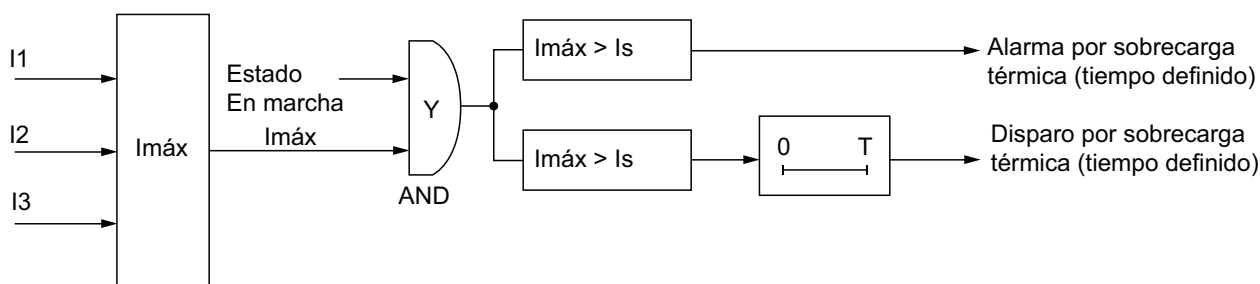 I1
I2
I3
Imáx
Estado
En marcha
Imáx
Y
AND
Imáx > Is
Imáx > Is
0 T
Alarma por sobrecarga
térmica (tiempo definido)
Disparo por sobrecarga
térmica (tiempo definido)